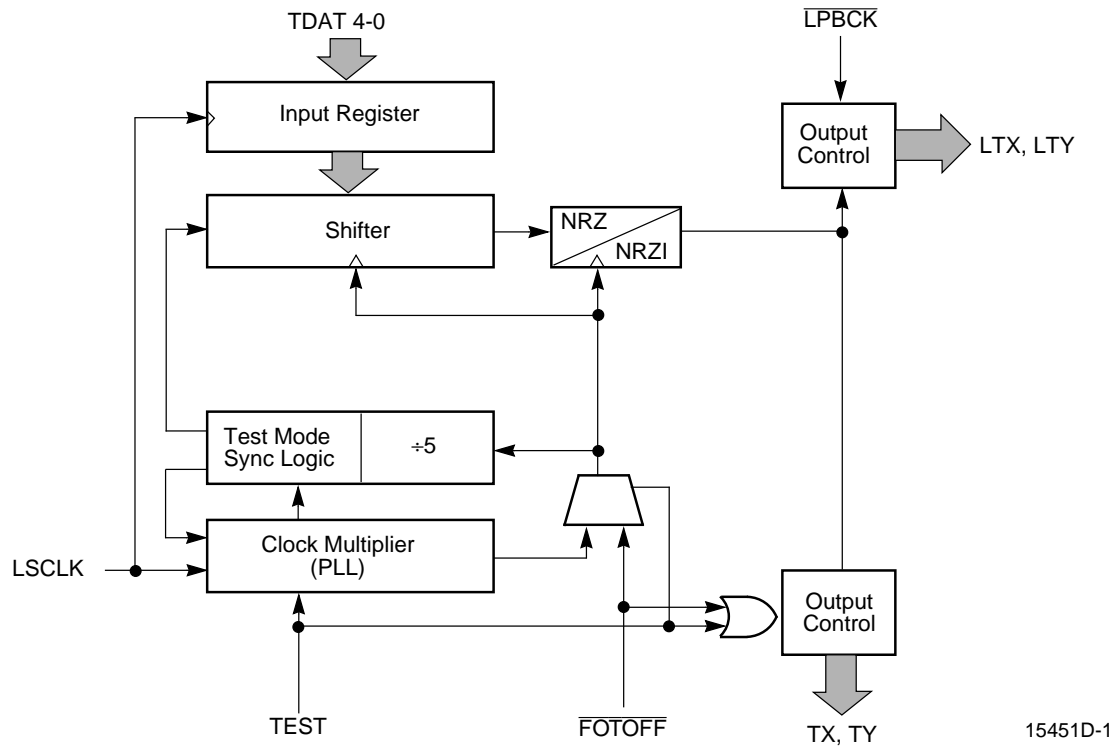 TDAT 4-0
LPBCK
Input Register
Output
Control
LTX, LTY
Shifter
NRZ
NRZI
Test Mode
Sync Logic
÷5
Clock Multiplier
(PLL)
LSCLK
Output
Control
TEST
FOTOFF
TX, TY
15451D-1